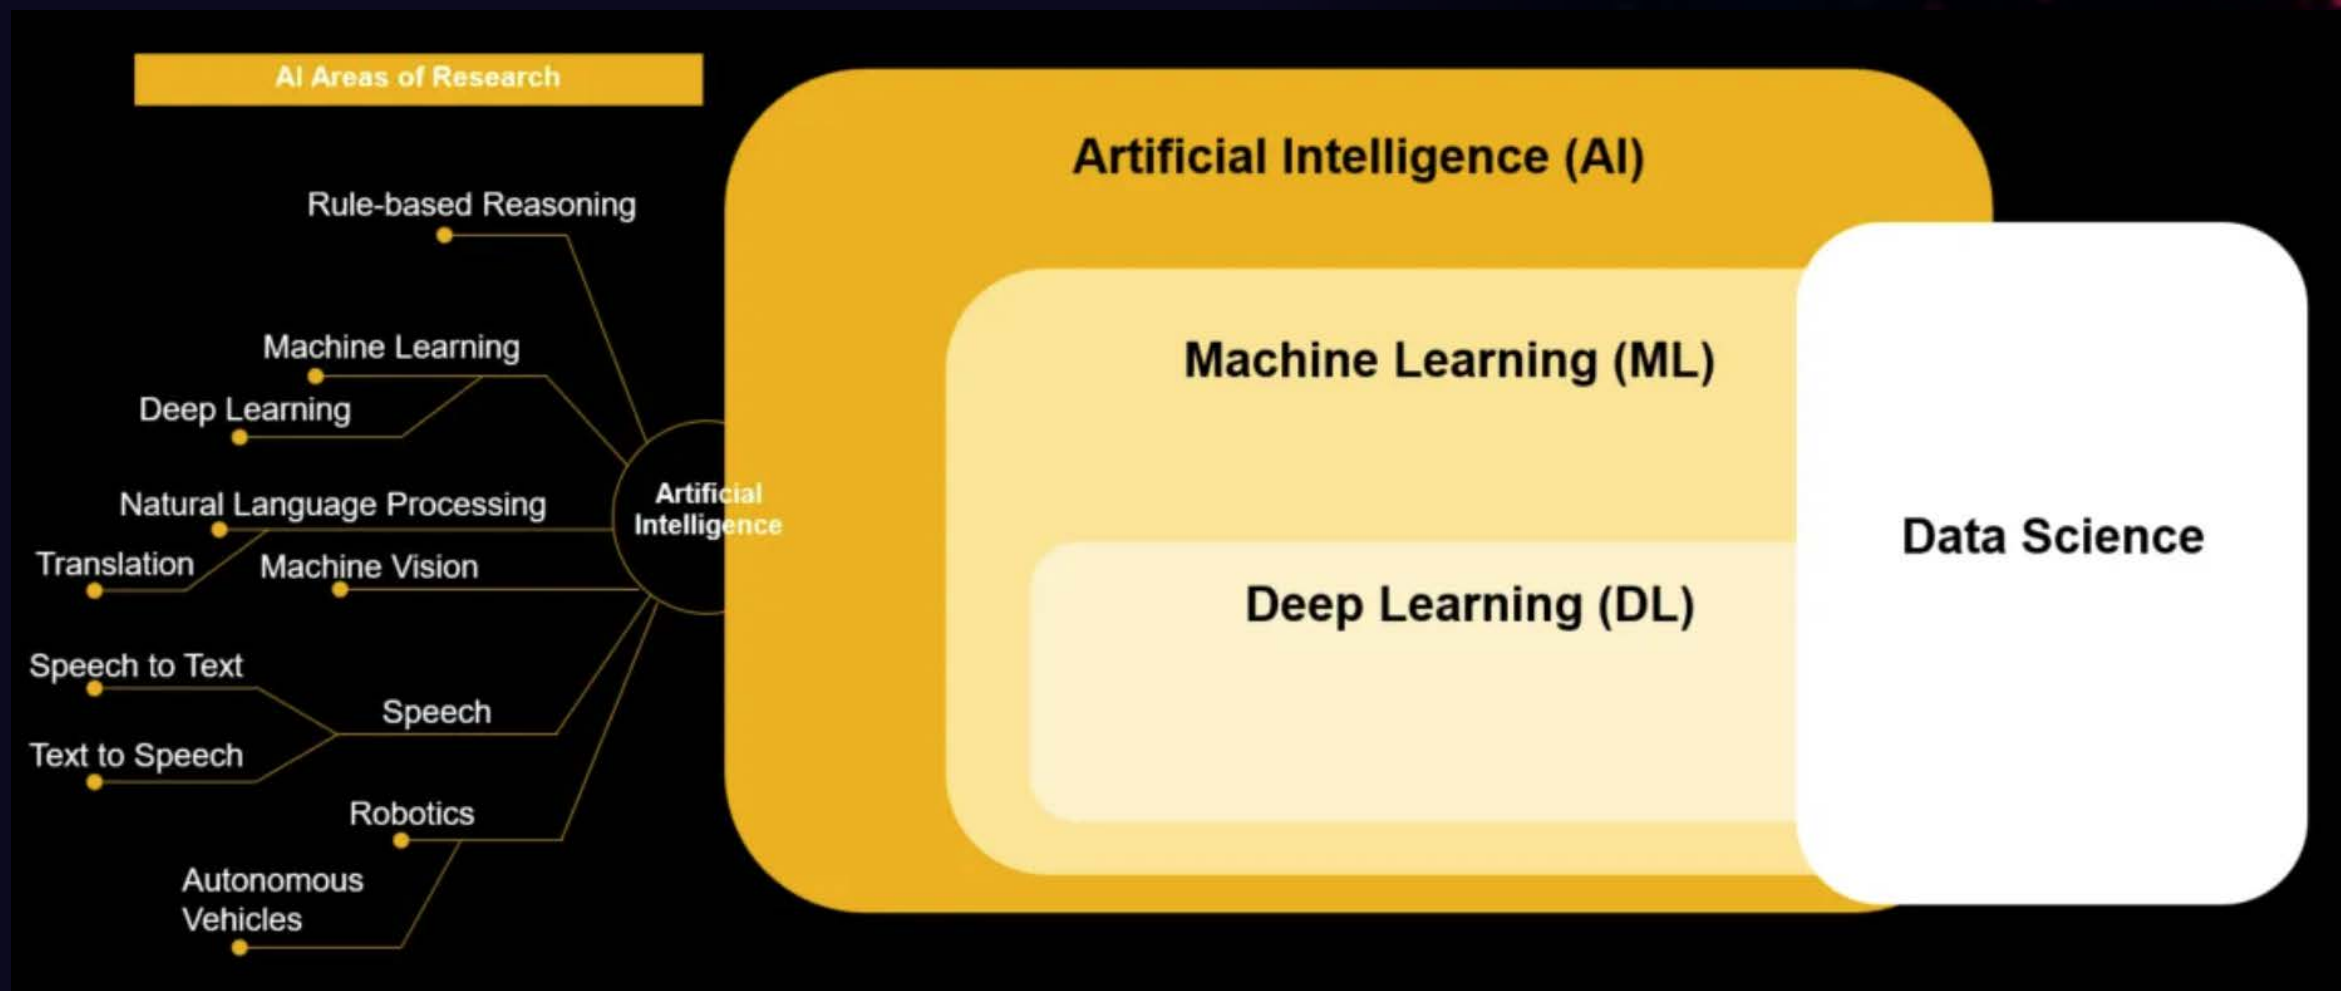 AI Areas of Research
Rule-based Reasoning
Machine Learning
Deep Learning
Natural Language Processing
Translation
Machine Vision
Speech to Text
Speech
Text to Speech
Robotics
Autonomous
Vehicles
Artificial
Intelligence
Artificial Intelligence (AI)
Machine Learning (ML)
Deep Learning (DL)
Data Science